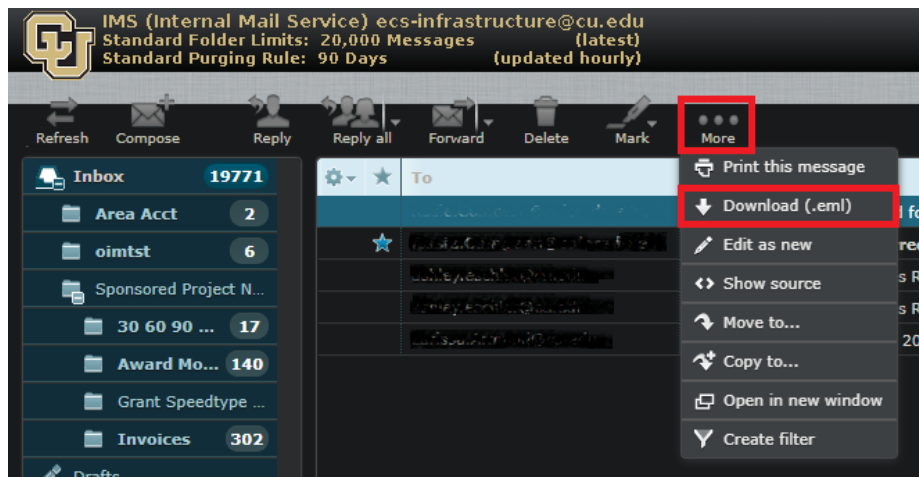 IMS (Internal Mail Service) ecs-infrastructure@cu.edu
Standard Folder Limits: 20,000 Messages (latest)
Standard Purging Rule: 90 Days (updated hourly)
Refresh Compose Reply Reply all Forward Delete Mark More
Inbox 19771
To
Area Acct 2
oimtst 6
Sponsored Project N...
30 60 90 ... 17
Award Mo... 140
Grant Speedtype ...
Invoices 302
Drafts
Print this message
Download (.eml)
Edit as new
Show source
Move to...
Copy to...
Open in new window
Create filter